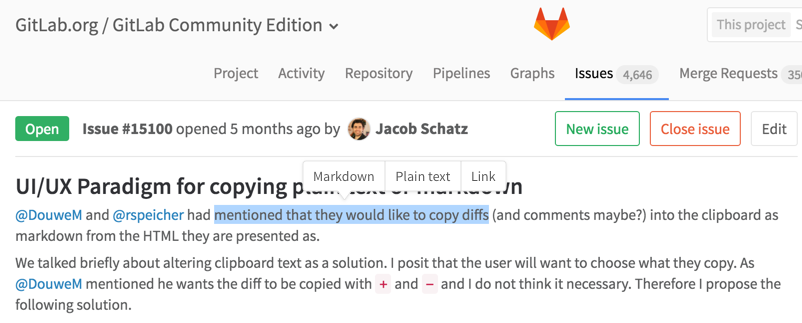 GitLab.org / GitLab Community Edition
This project S
Project Activity Repository Pipelines Graphs Issues 4,646 Merge Requests 350
Open Issue #15100 opened 5 months ago by Jacob Schatz New issue Close issue Edit
Markdown Plain text Link
UI/UX Paradigm for copying plain text or markdown
@DouweM and @rspeicher had mentioned that they would like to copy diffs (and comments maybe?) into the clipboard as
markdown from the HTML they are presented as.
We talked briefly about altering clipboard text as a solution. I posit that the user will want to choose what they copy. As
@DouweM mentioned he wants the diff to be copied with + and - and I do not think it necessary. Therefore I propose the
following solution.